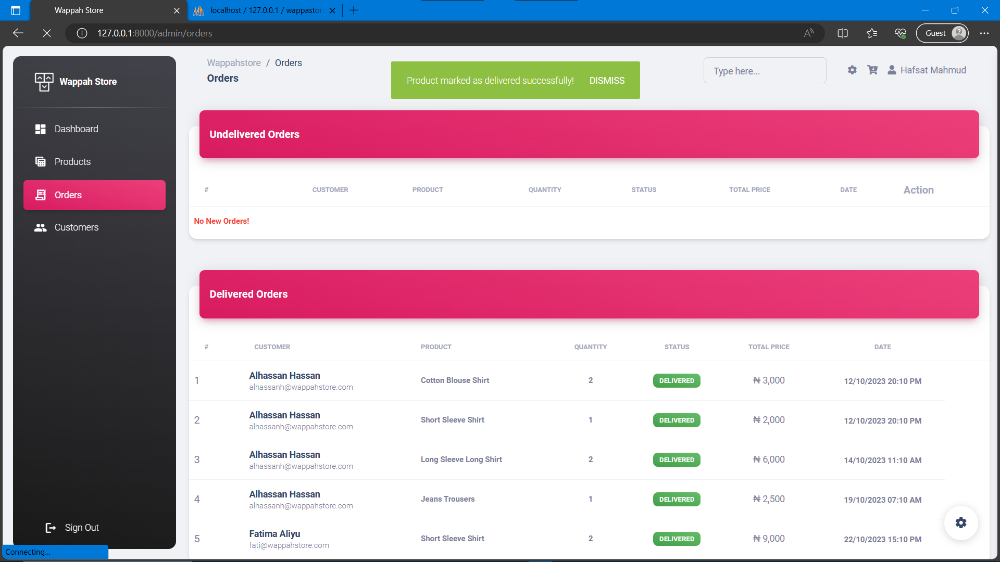 Wappah Store
localhost / 127.0.0.1 / wappastor
127.0.0.1:8000/admin/orders
Guest
Wappah Store
Wappahstore / Orders
Orders
Product marked as delivered successfully! DISMISS
Type here...
Hafsat Mahmud
Dashboard
Products
Orders
Customers
Sign Out
Connecting...
Undelivered Orders
# CUSTOMER PRODUCT QUANTITY STATUS TOTAL PRICE DATE Action
No New Orders!
Delivered Orders
# CUSTOMER PRODUCT QUANTITY STATUS TOTAL PRICE DATE
1 Alhassan Hassan Cotton Blouse Shirt 2 DELIVERED ₦ 3,000 12/10/2023 20:10 PM
alhassanh@wappahstore.com
2 Alhassan Hassan Short Sleeve Shirt 1 DELIVERED ₦ 2,000 12/10/2023 20:10 PM
alhassanh@wappahstore.com
3 Alhassan Hassan Long Sleeve Long Shirt 2 DELIVERED ₦ 6,000 14/10/2023 11:10 AM
alhassanh@wappahstore.com
4 Alhassan Hassan Jeans Trousers 1 DELIVERED ₦ 2,500 19/10/2023 07:10 AM
alhassanh@wappahstore.com
5 Fatima Aliyu Short Sleeve Shirt 2 DELIVERED ₦ 9,000 22/10/2023 15:10 PM
fati@wappahstore.com